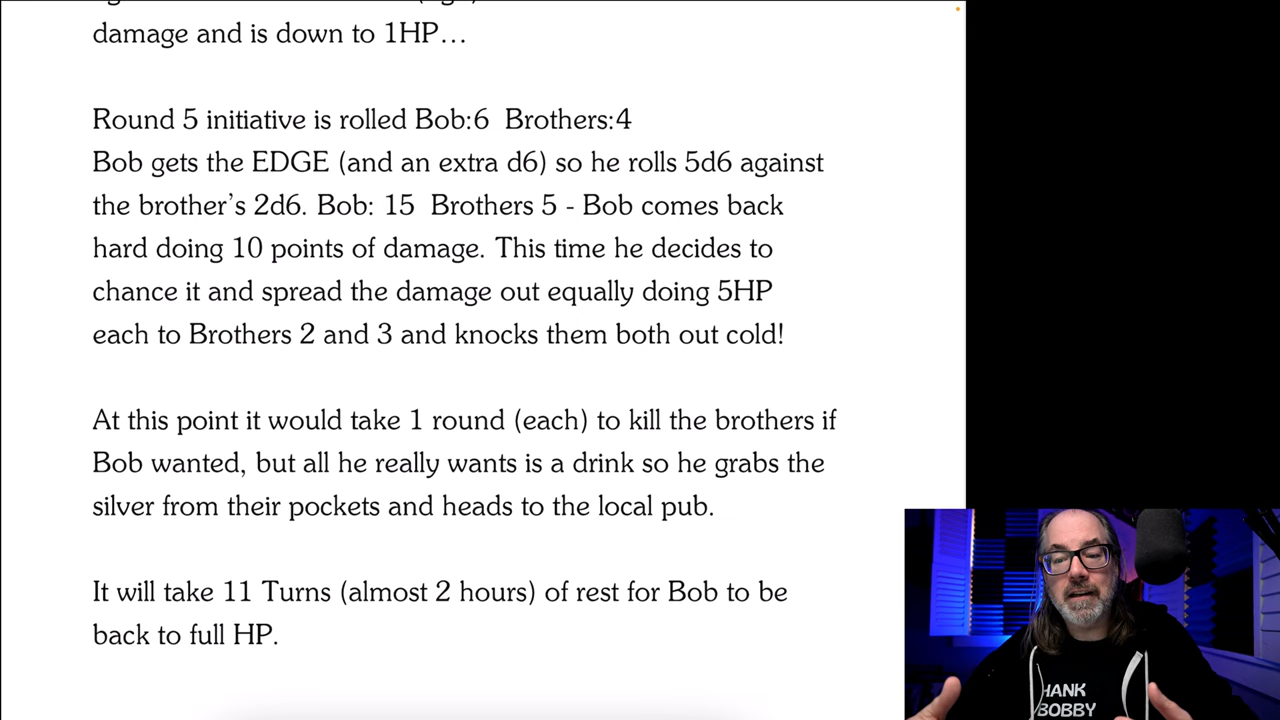 damage and is down to 1HP…
Round 5 initiative is rolled Bob:6  Brothers:4
Bob gets the EDGE (and an extra d6) so he rolls 5d6 against
the brother’s 2d6. Bob: 15  Brothers 5 - Bob comes back
hard doing 10 points of damage. This time he decides to
chance it and spread the damage out equally doing 5HP
each to Brothers 2 and 3 and knocks them both out cold!
At this point it would take 1 round (each) to kill the brothers if
Bob wanted, but all he really wants is a drink so he grabs the
silver from their pockets and heads to the local pub.
It will take 11 Turns (almost 2 hours) of rest for Bob to be
back to full HP.
HANK
BOBBY